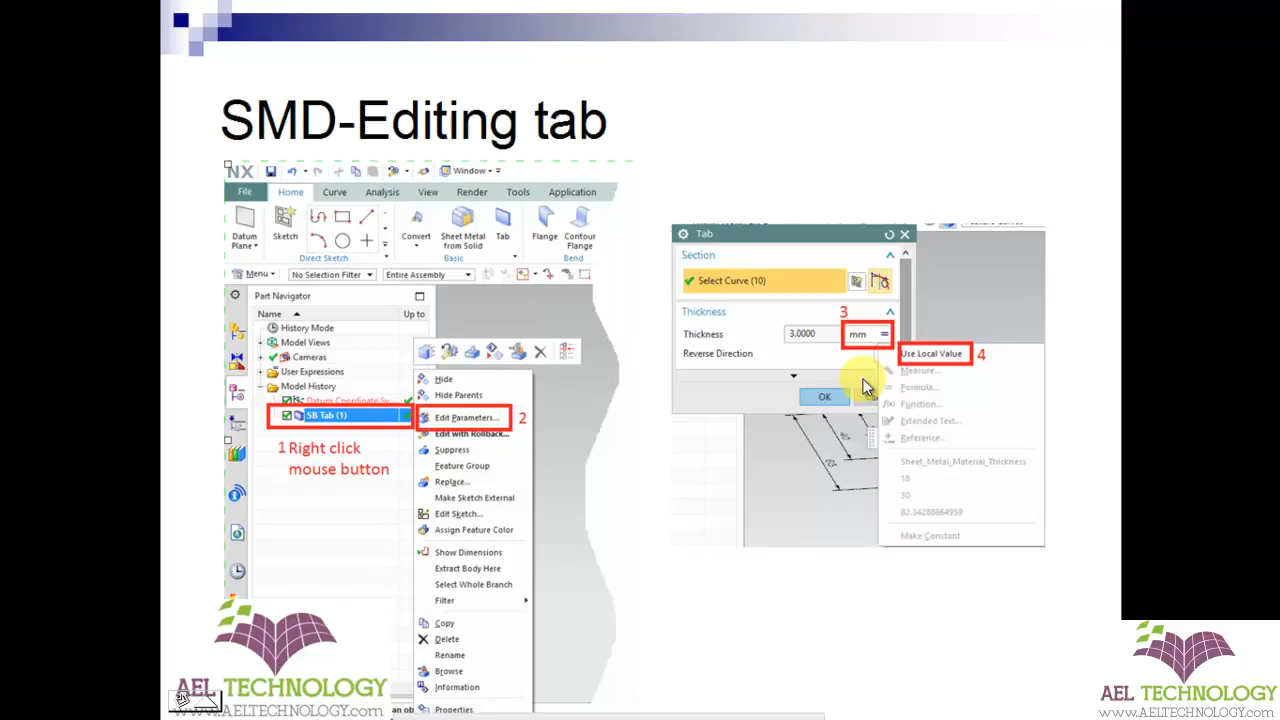 SMD-Editing tab
NX
Window
File
Home
Curve
Analysis
View
Render
Tools
Application
Datum Plane
Sketch
Direct Sketch
Convert
Sheet Metal from Solid
Tab
Basic
Flange
Contour Flange
Bend
Menu
No Selection Filter
Entire Assembly
Part Navigator
Name
Up to
History Mode
Model Views
Cameras
User Expressions
Model History
Datum Coordinate Sy
SB Tab (1)
1 Right click
mouse button
Hide
Hide Parents
Edit Parameters...
2
Edit with Rollback...
Suppress
Feature Group
Replace...
Make Sketch External
Edit Sketch...
Assign Feature Color
Show Dimensions
Extract Body Here
Select Whole Branch
Filter
Copy
Delete
Rename
Browse
Information
Properties
Tab
Section
Select Curve (10)
Thickness
3
Thickness
3.0000
mm
=
Reverse Direction
OK
Use Local Value
4
Measure...
Formula...
Function...
Extended Text...
Reference...
Sheet_Metal_Material_Thickness
18
30
82.34288864959
Make Constant
AEL TECHNOLOGY
www.AELTECHNOLOGY.com
AEL TECHNOLOGY
www.AELTECHNOLOGY.com